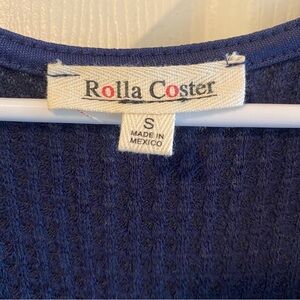 Rolla Coster
S
MADE IN
MEXICO